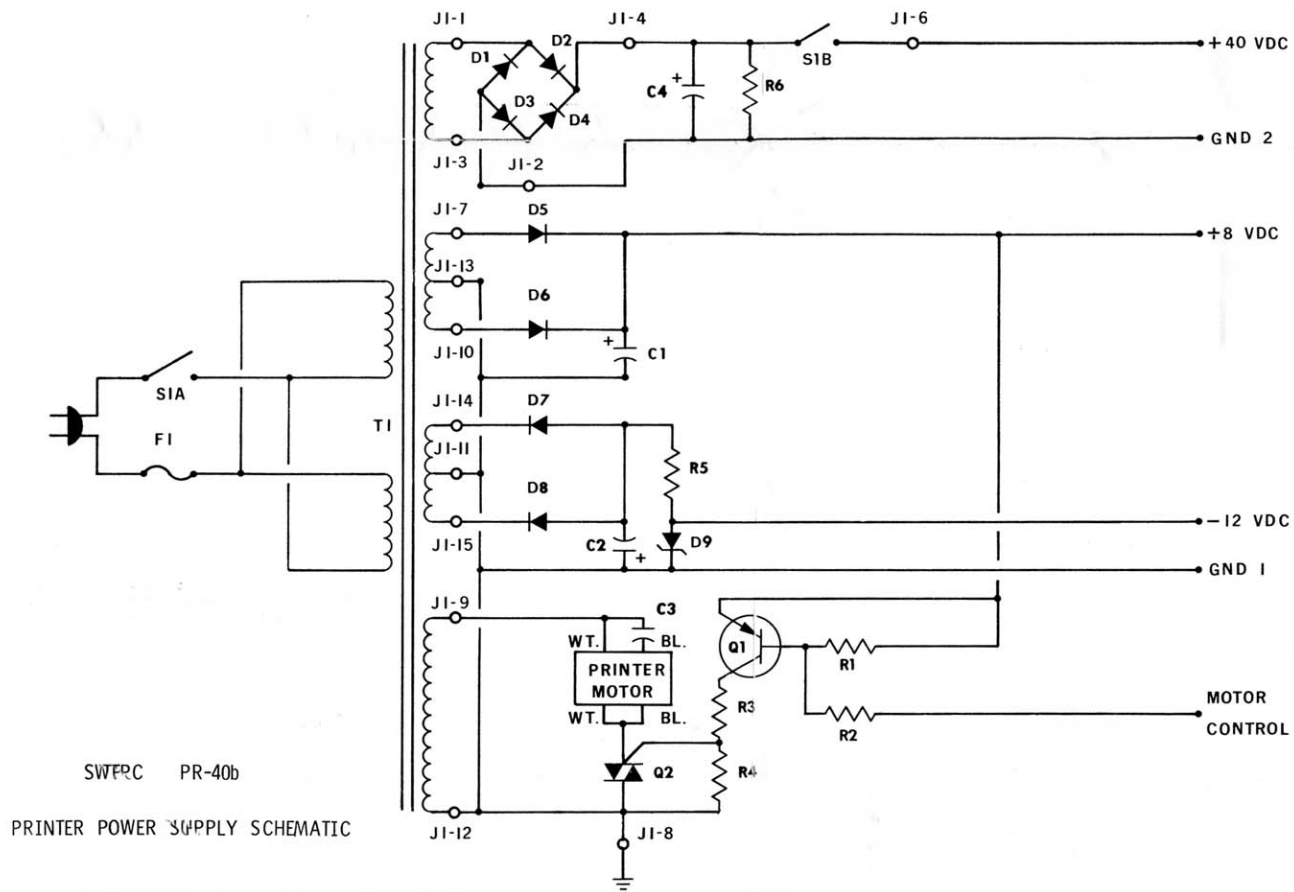 J1-1
J1-4
J1-6
D1
D2
S1B
+40 VDC
+
C4
R6
D3
D4
J1-3
J1-2
GND 2
J1-7
D5
+8 VDC
J1-13
D6
J1-10
+
C1
S1A
J1-14
D7
T1
F1
J1-11
R5
D8
-12 VDC
J1-15
C2
+
D9
GND 1
J1-9
C3
WT.
BL.
Q1
PRINTER
MOTOR
R1
WT.
BL.
R3
R2
MOTOR
CONTROL
Q2
R4
J1-12
J1-8
SWTPC PR-40b
PRINTER POWER SUPPLY SCHEMATIC